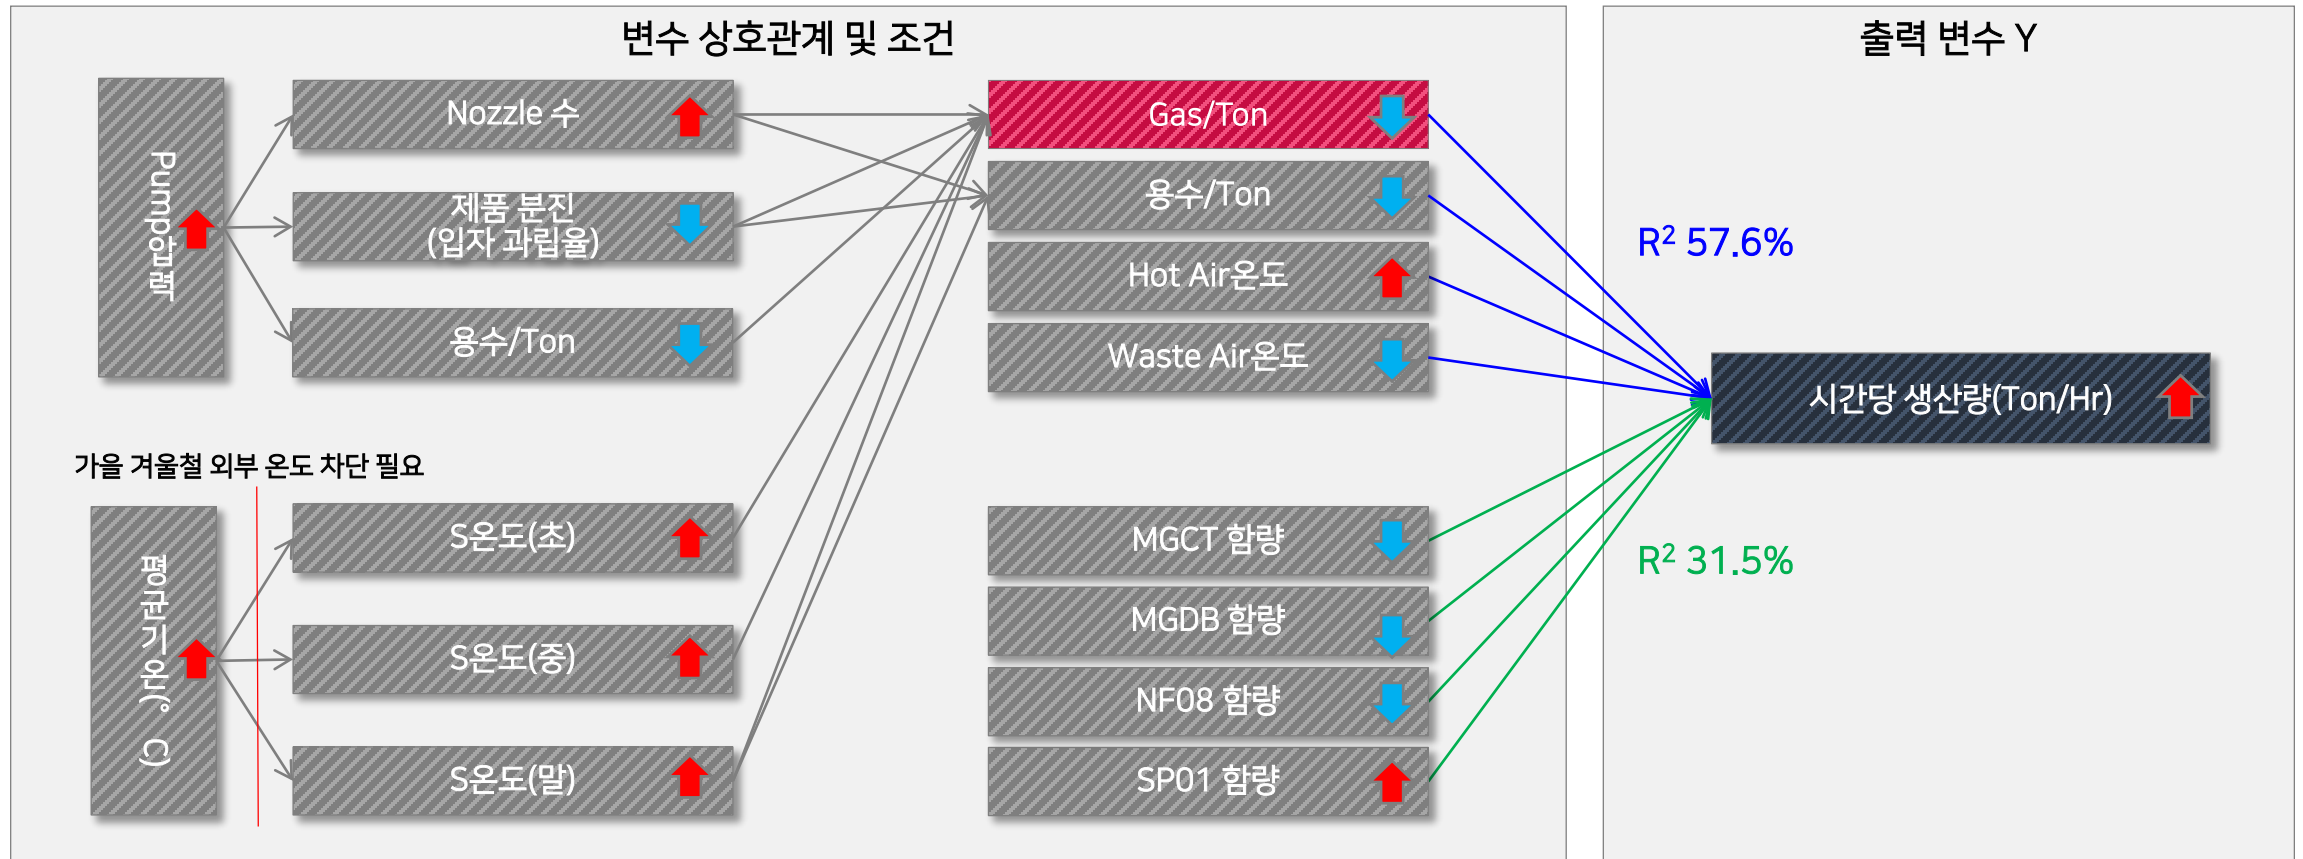 변수 상호관계 및 조건
출력 변수 Y
Pump압력
Nozzle 수
제품 분진
(입자 과립율)
용수/Ton
Gas/Ton
용수/Ton
Hot Air온도
Waste Air온도
R² 57.6%
시간당 생산량(Ton/Hr)
가을 겨울철 외부 온도 차단 필요
평균기온(° C)
S온도(초)
S온도(중)
S온도(말)
MGCT 함량
MGDB 함량
NF08 함량
SP01 함량
R² 31.5%